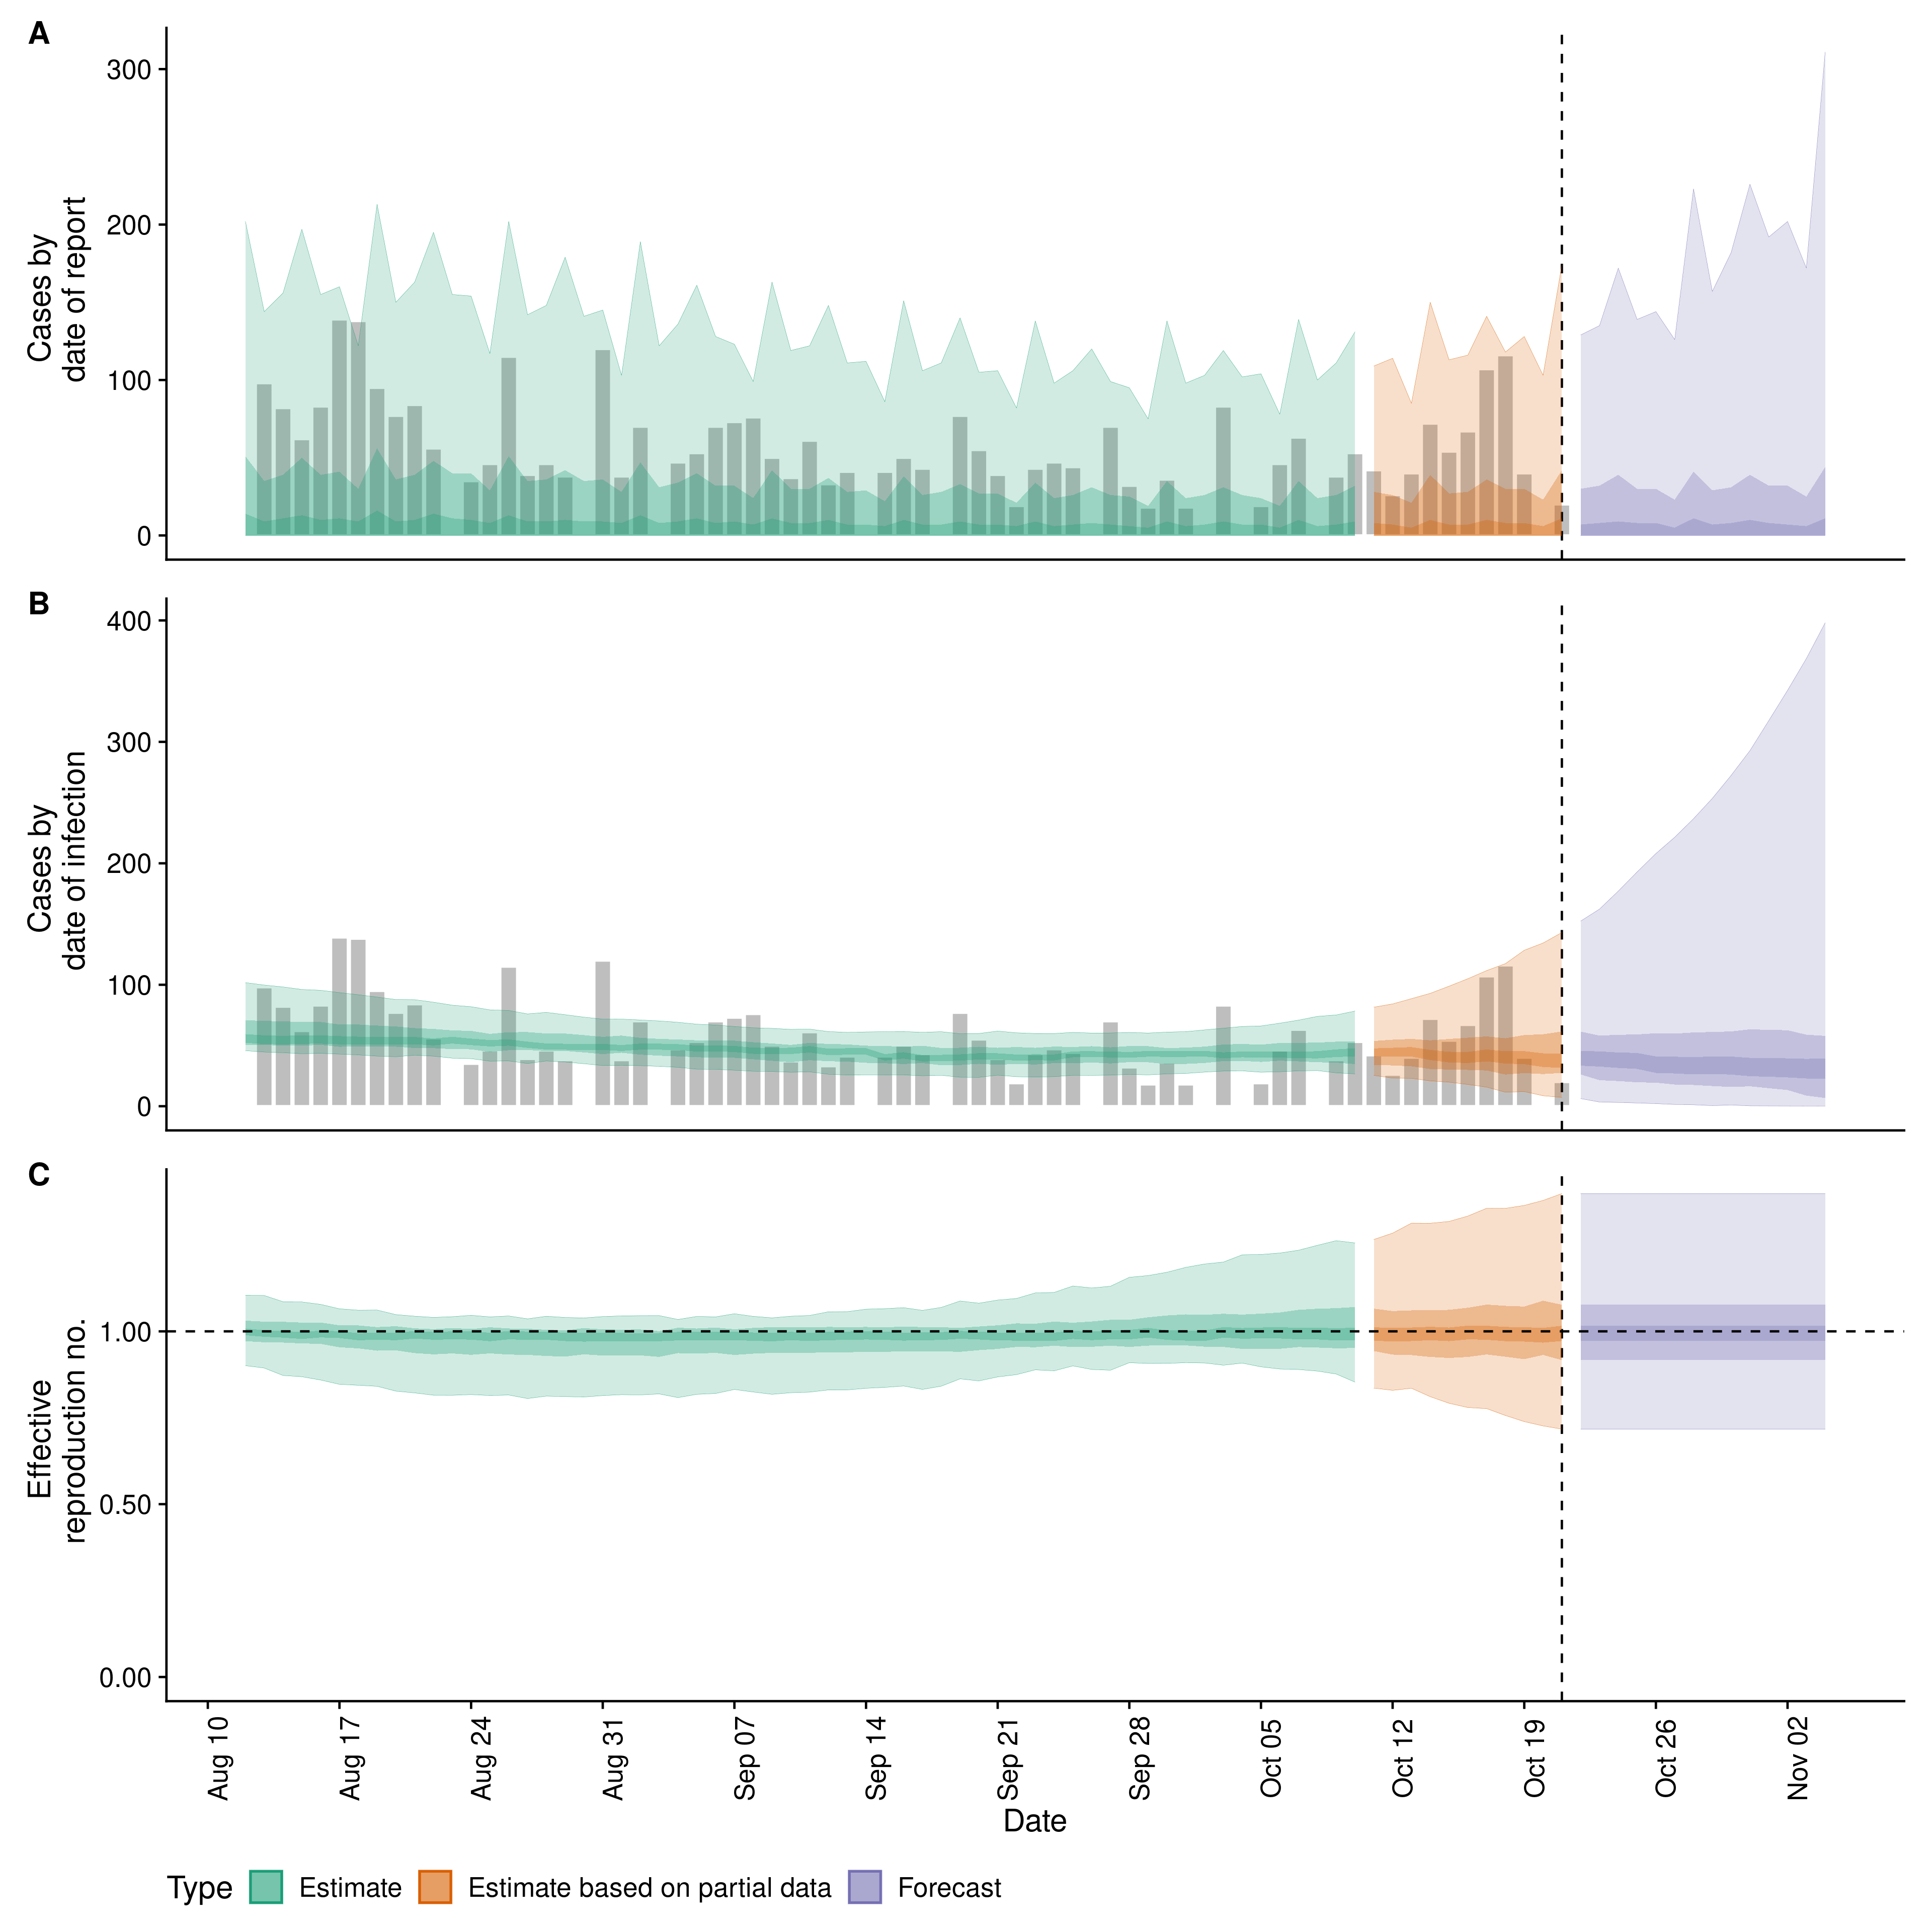 A
Cases by
date of report
300
200
100
0
B
Cases by
date of infection
400
300
200
100
0
C
Effective
reproduction no.
1.00
0.50
0.00
Aug 10
Aug 17
Aug 24
Aug 31
Sep 07
Sep 14
Sep 21
Sep 28
Oct 05
Oct 12
Oct 19
Oct 26
Nov 02
Date
Type Estimate Estimate based on partial data Forecast